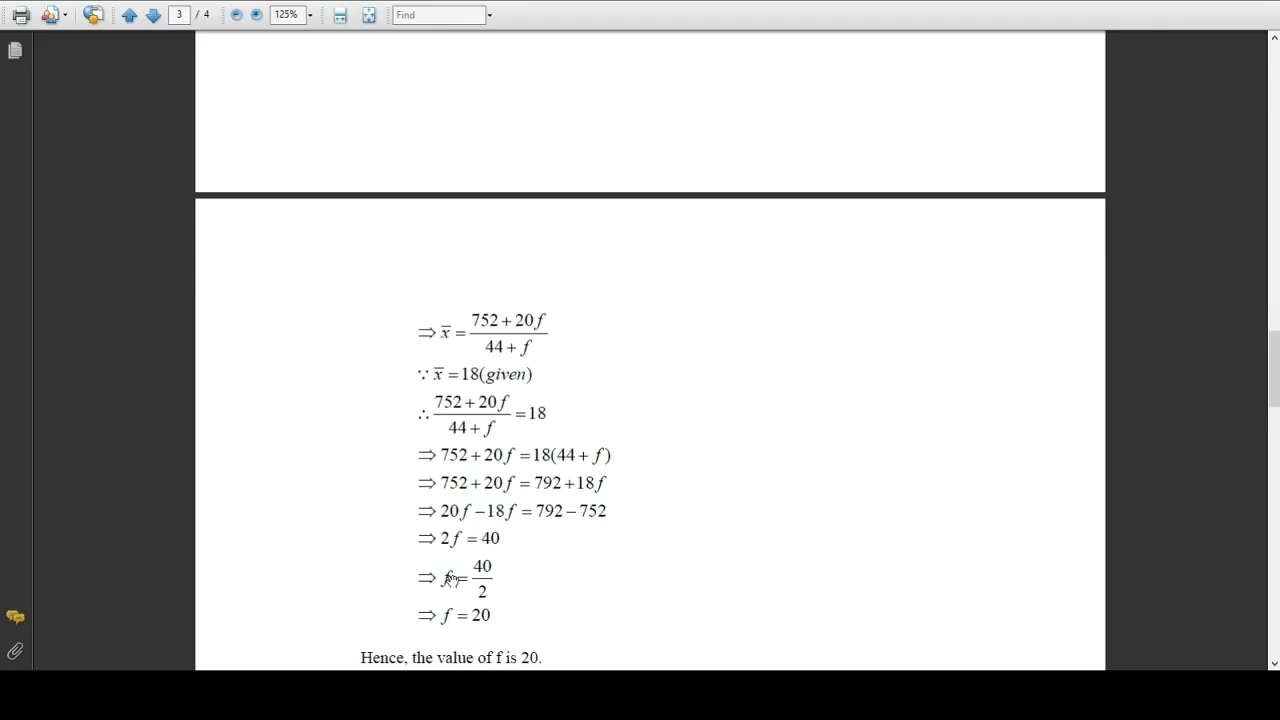 3 / 4 125% Find
⇒ x̄ = (752 + 20f)/(44 + f)
∵ x̄ = 18(given)
∴ (752 + 20f)/(44 + f) = 18
⇒ 752 + 20f = 18(44 + f)
⇒ 752 + 20f = 792 + 18f
⇒ 20f − 18f = 792 − 752
⇒ 2f = 40
⇒ f = 40/2
⇒ f = 20
Hence, the value of f is 20.